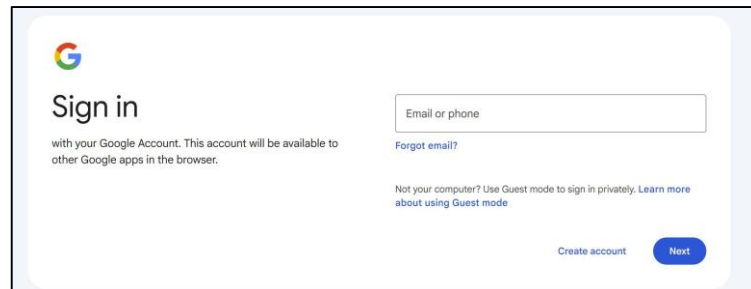 Sign in
with your Google Account. This account will be available to
other Google apps in the browser.
Email or phone
Forgot email?
Not your computer? Use Guest mode to sign in privately. Learn more
about using Guest mode
Create account
Next